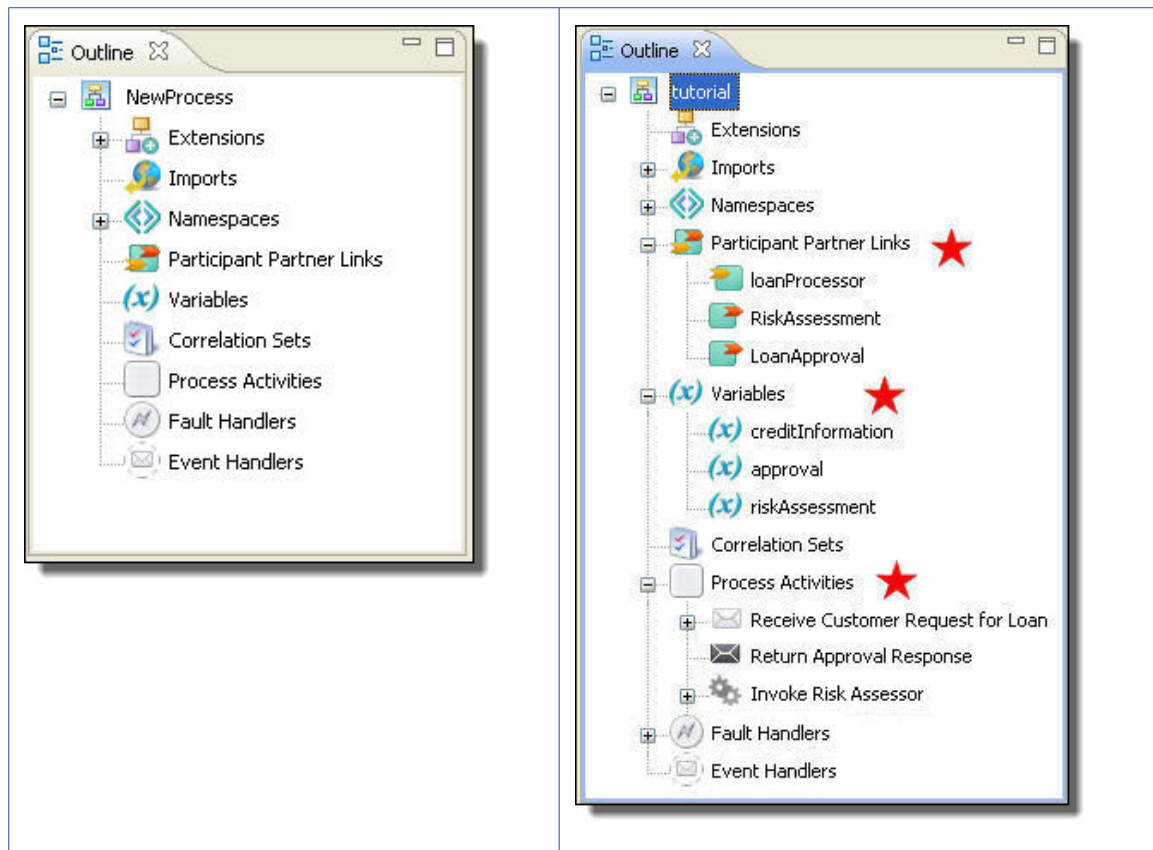 Outline
NewProcess
Extensions
Imports
Namespaces
Participant Partner Links
(x) Variables
Correlation Sets
Process Activities
Fault Handlers
Event Handlers
Outline
tutorial
Extensions
Imports
Namespaces
Participant Partner Links
loanProcessor
RiskAssessment
LoanApproval
(x) Variables
(x) creditInformation
(x) approval
(x) riskAssessment
Correlation Sets
Process Activities
Receive Customer Request for Loan
Return Approval Response
Invoke Risk Assessor
Fault Handlers
Event Handlers